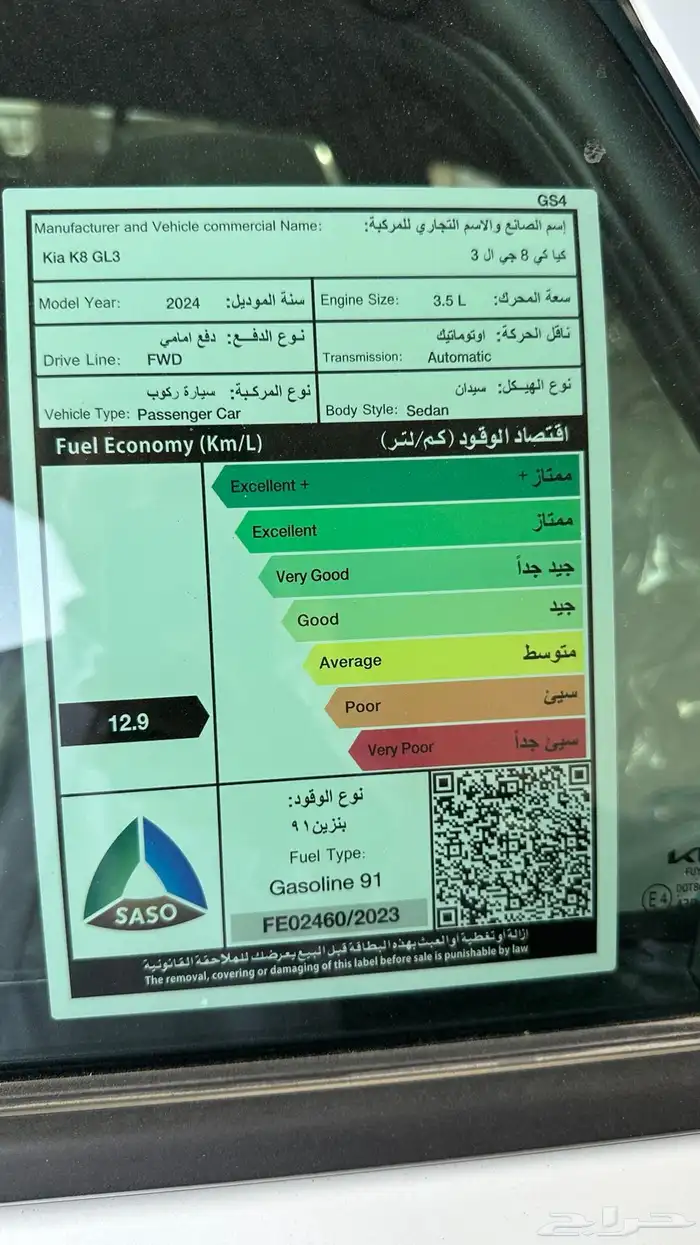 GS4
Manufacturer and Vehicle commercial Name: إسم الصانع والاسم التجاري للمركبة:
Kia K8 GL3 كيا كي 8 جي ال 3
Model Year: 2024 سنة الموديل:
Engine Size: 3.5 L سعة المحرك:
نوع الدفــع: دفع امامي
Drive Line: FWD
ناقل الحركة: اوتوماتيك
Transmission: Automatic
نوع المركبة: سيارة ركوب
Vehicle Type: Passenger Car
نوع الهيكل: سيدان
Body Style: Sedan
Fuel Economy (Km/L) اقتصاد الوقود (كم/لتر)
Excellent + ممتاز +
Excellent ممتاز
Very Good جيد جداً
Good جيد
Average متوسط
Poor سيئ
Very Poor سيئ جداً
12.9
نوع الوقود:
بنزين ٩١
Fuel Type:
Gasoline 91
FE02460/2023
SASO
إزالة أو تغطية أو العبث بهذه البطاقة قبل البيع يعرضك للملاحقة القانونية
The removal, covering or damaging of this label before sale is punishable by law
E4
حراج